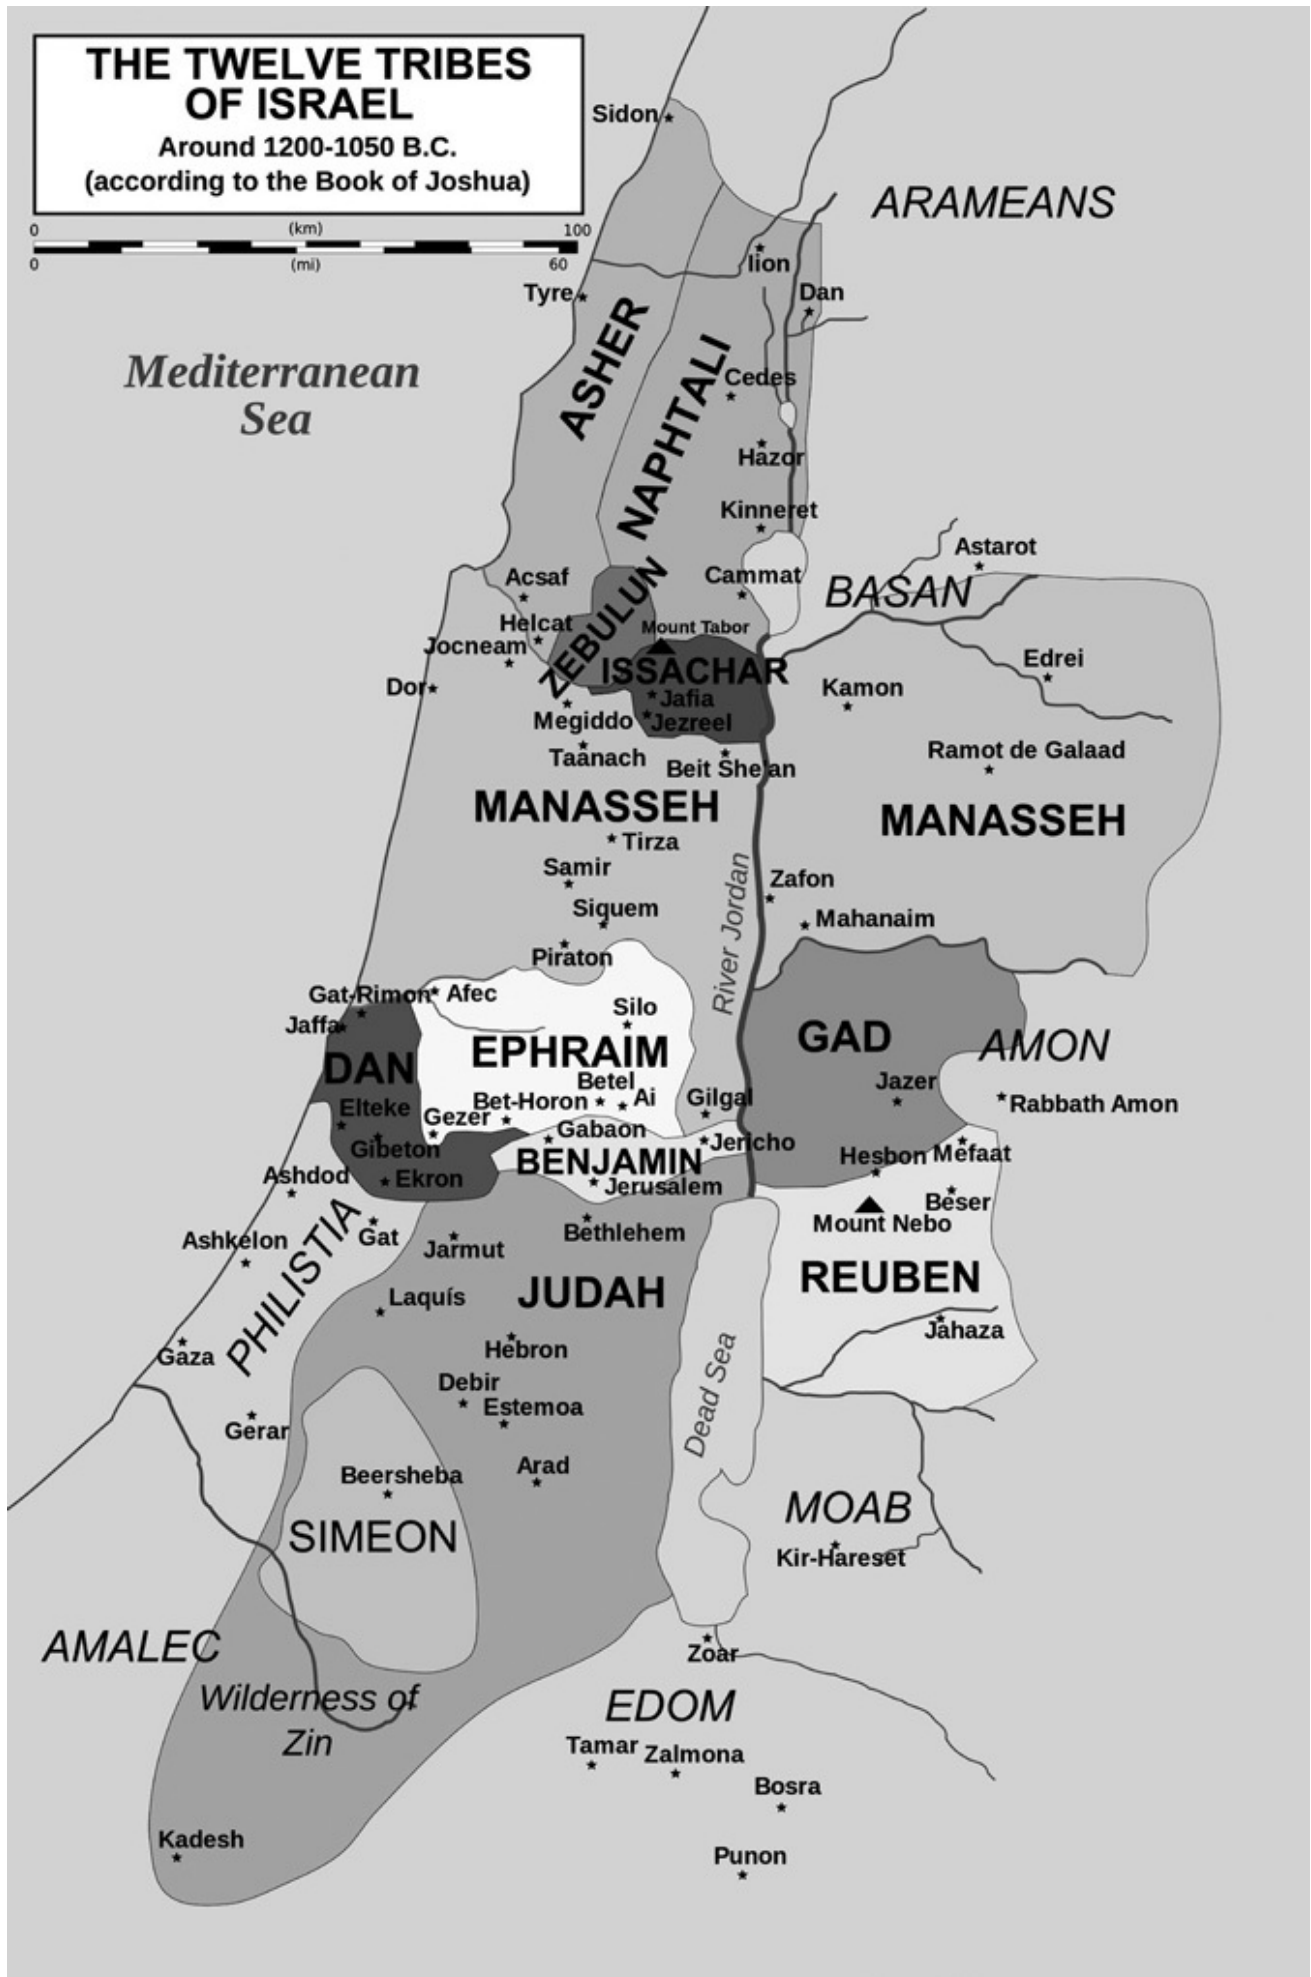 THE TWELVE TRIBES
OF ISRAEL
Around 1200-1050 B.C.
(according to the Book of Joshua)
0 (km) 100
0 (mi) 60
Sidon
ARAMEANS
Iion
Tyre
Dan
ASHER
NAPHTALI
Mediterranean
Sea
Cedes
Hazor
Kinneret
Astarot
Acsaf
Cammat
BASAN
ZEBULUN
Helcat
Mount Tabor
Jocneam
ISSACHAR
Edrei
Dor
Jafia
Kamon
Megiddo
Jezreel
Taanach
Beit She'an
Ramot de Galaad
MANASSEH
MANASSEH
Tirza
Samir
Zafon
Siquem
Mahanaim
River Jordan
Piraton
Gat-Rimon
Afec
Silo
Jaffa
GAD
AMON
EPHRAIM
DAN
Betel
Jazer
Elteke
Bet-Horon
Ai
Gilgal
Rabbath Amon
Gezer
Gabaon
Jericho
Gibeton
Hesbon
Mefaat
BENJAMIN
Ashdod
Ekron
Jerusalem
Beser
Mount Nebo
Gat
Bethlehem
Ashkelon
Jarmut
PHILISTIA
REUBEN
JUDAH
Laquís
Jahaza
Hebron
Gaza
Dead Sea
Debir
Estemoa
Gerar
Arad
Beersheba
MOAB
SIMEON
Kir-Hareset
AMALEC
Zoar
Wilderness of
Zin
EDOM
Tamar
Zalmona
Bosra
Kadesh
Punon